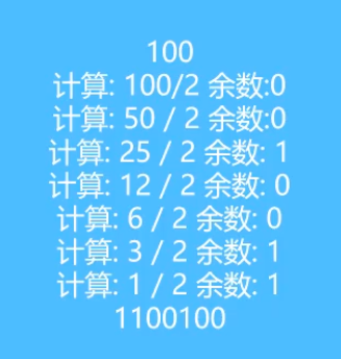 100
计算: 100/2 余数:0
计算: 50 / 2 余数:0
计算: 25 / 2 余数: 1
计算: 12 / 2 余数: 0
计算: 6 / 2 余数: 0
计算: 3 / 2 余数: 1
计算: 1 / 2 余数: 1
1100100